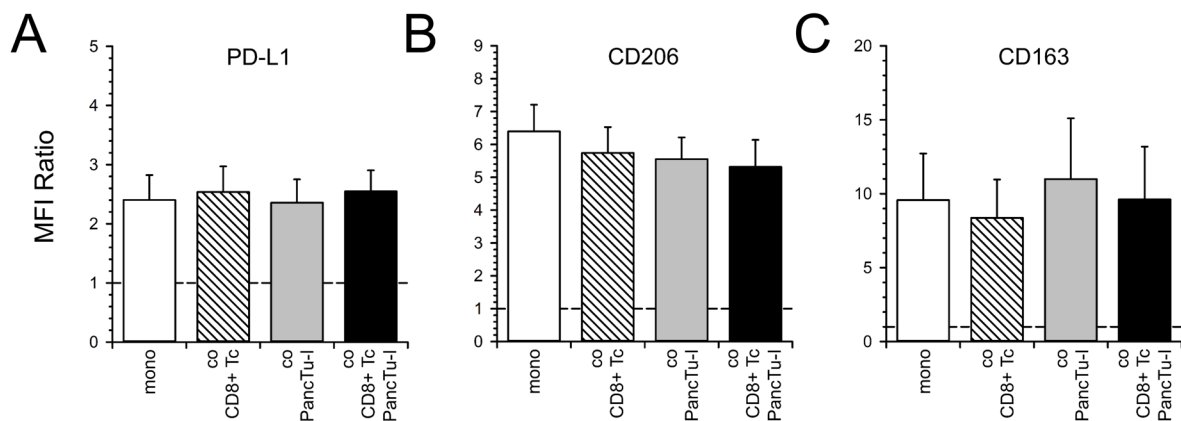 A
PD-L1
MFI Ratio
5
4
3
2
1
0
mono
co
CD8+ Tc
co
PancTu-I
co
CD8+ Tc
PancTu-I
B
CD206
9
8
7
6
5
4
3
2
1
0
mono
co
CD8+ Tc
co
PancTu-I
co
CD8+ Tc
PancTu-I
C
CD163
20
15
10
5
0
mono
co
CD8+ Tc
co
PancTu-I
co
CD8+ Tc
PancTu-I